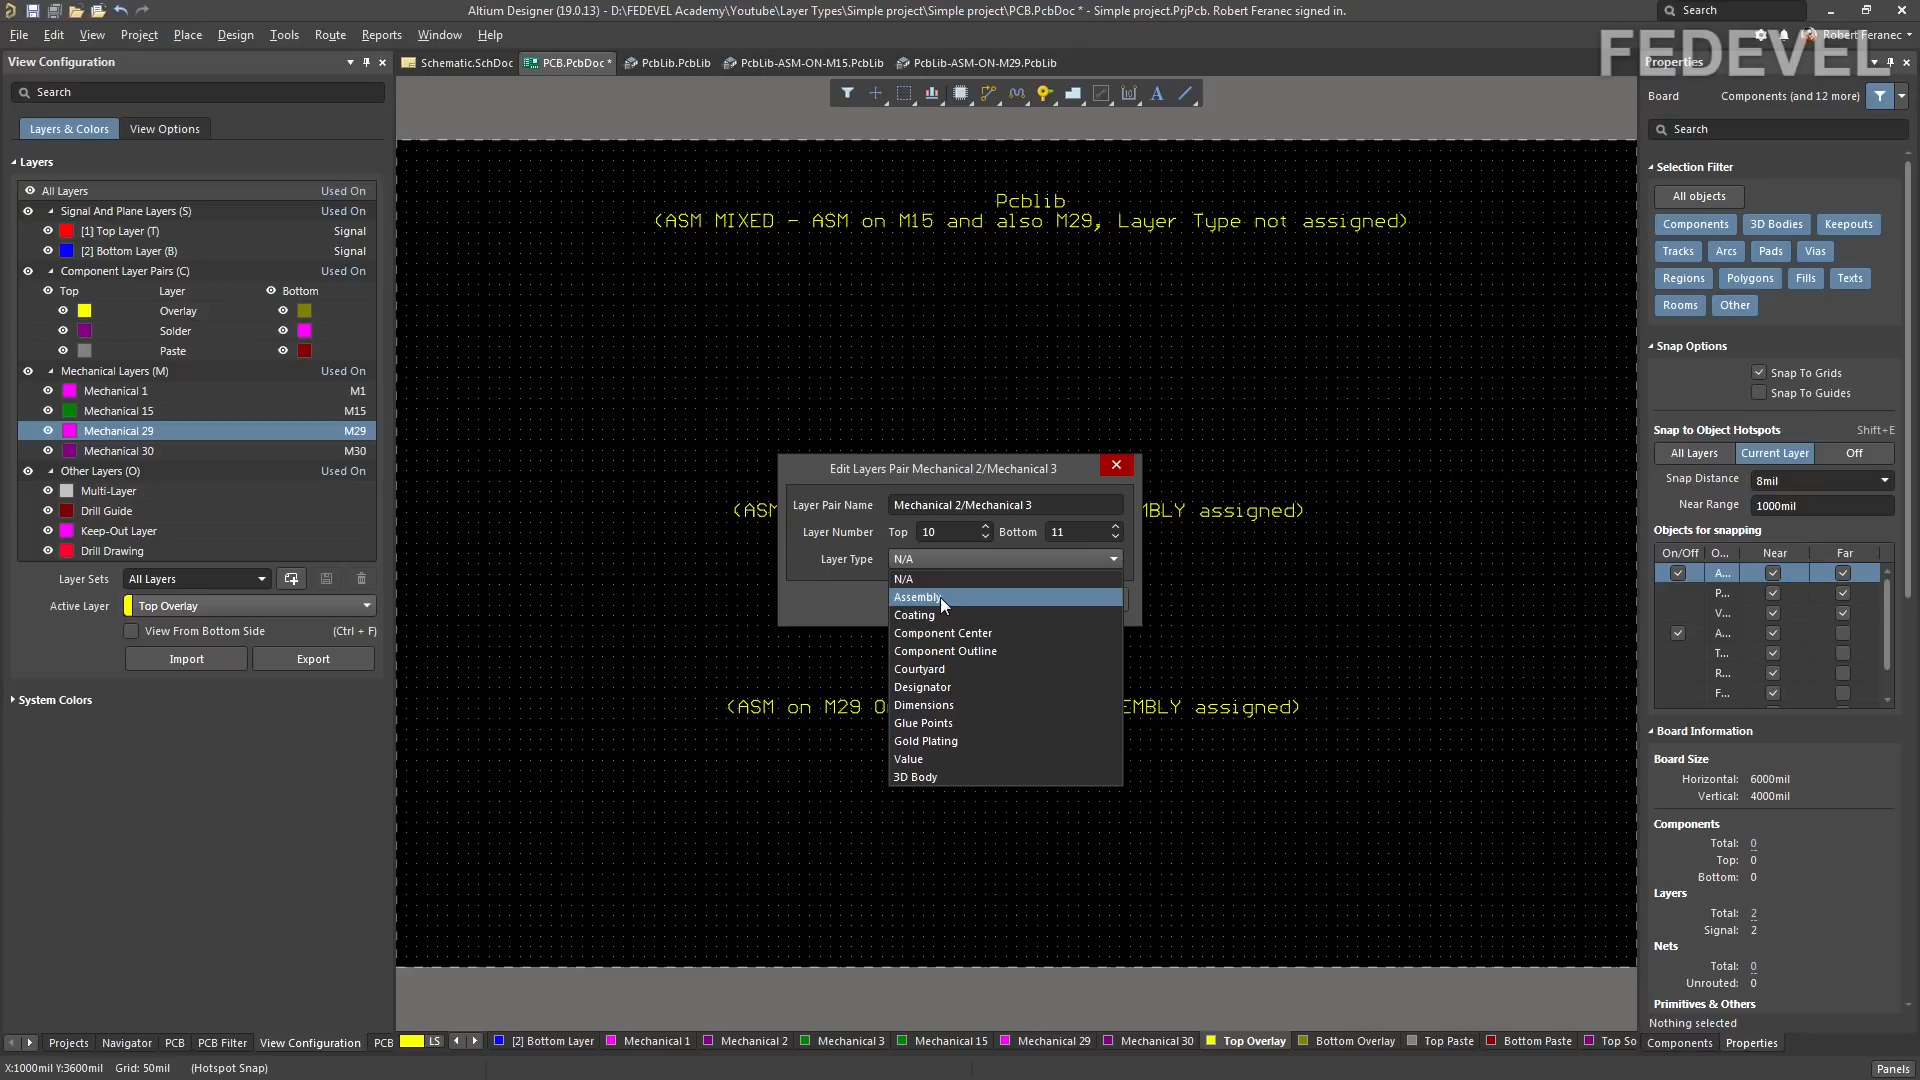 Altium Designer (19.0.13) - D:\FEDEVEL Academy\Youtube\Layer Types\Simple project\Simple project\PCB.PcbDoc * - Simple project.PrjPcb. Robert Feranec signed in.
Search
File Edit View Project Place Design Tools Route Reports Window Help
Robert Feranec
FEDEVEL
View Configuration
Schematic.SchDoc
PCB.PcbDoc *
PcbLib.PcbLib
PcbLib-ASM-ON-M15.PcbLib
PcbLib-ASM-ON-M29.PcbLib
Properties
Search
Layers & Colors
View Options
Layers
All Layers Used On
Signal And Plane Layers (S) Used On
[1] Top Layer (T) Signal
[2] Bottom Layer (B) Signal
Component Layer Pairs (C) Used On
Top Layer Bottom
Overlay
Solder
Paste
Mechanical Layers (M) Used On
Mechanical 1 M1
Mechanical 15 M15
Mechanical 29 M29
Mechanical 30 M30
Other Layers (O) Used On
Multi-Layer
Drill Guide
Keep-Out Layer
Drill Drawing
Layer Sets All Layers
Active Layer Top Overlay
View From Bottom Side (Ctrl + F)
Import
Export
System Colors
Pcblib
(ASM MIXED - ASM on M15 and also M29, Layer Type not assigned)
(ASM
MBLY assigned)
(ASM on M29 O
EMBLY assigned)
Edit Layers Pair Mechanical 2/Mechanical 3
Layer Pair Name Mechanical 2/Mechanical 3
Layer Number Top 10 Bottom 11
Layer Type N/A
N/A
Assembly
Coating
Component Center
Component Outline
Courtyard
Designator
Dimensions
Glue Points
Gold Plating
Value
3D Body
Board Components (and 12 more)
Search
Selection Filter
All objects
Components 3D Bodies Keepouts
Tracks Arcs Pads Vias
Regions Polygons Fills Texts
Rooms Other
Snap Options
Snap To Grids
Snap To Guides
Snap to Object Hotspots Shift+E
All Layers Current Layer Off
Snap Distance 8mil
Near Range 1000mil
Objects for snapping
On/Off O... Near Far
A...
P...
V...
A...
T...
R...
F...
Board Information
Board Size
Horizontal: 6000mil
Vertical: 4000mil
Components
Total: 0
Top: 0
Bottom: 0
Layers
Total: 2
Signal: 2
Nets
Total: 0
Unrouted: 0
Primitives & Others
Nothing selected
Projects Navigator PCB PCB Filter View Configuration PCB
LS [2] Bottom Layer Mechanical 1 Mechanical 2 Mechanical 3 Mechanical 15 Mechanical 29 Mechanical 30 Top Overlay Bottom Overlay Top Paste Bottom Paste Top So
Components Properties
X:1000mil Y:3600mil Grid: 50mil (Hotspot Snap)
Panels